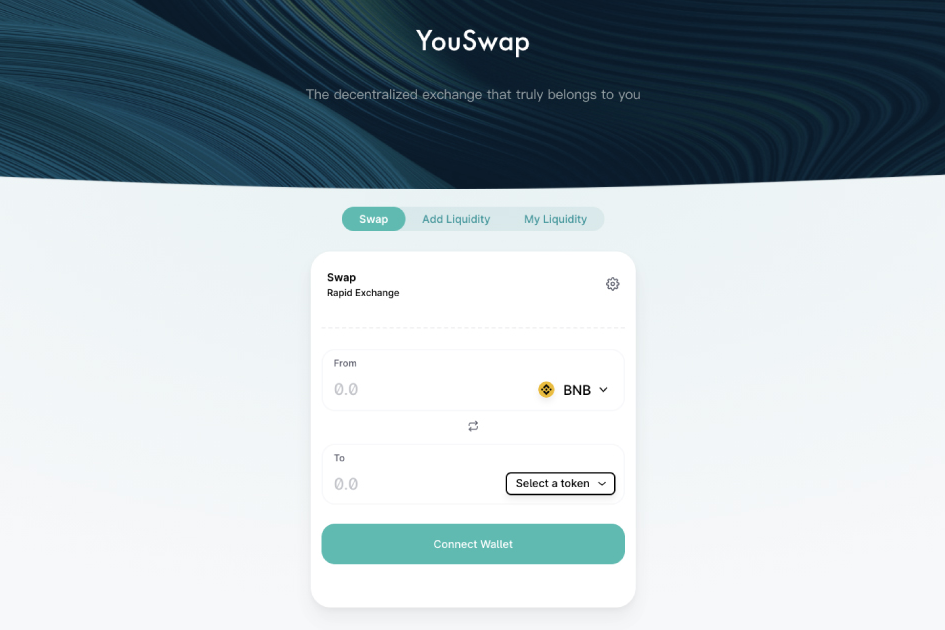 YouSwap
The decentralized exchange that truly belongs to you
Swap
Add Liquidity
My Liquidity
Swap
Rapid Exchange
From
0.0
BNB
To
0.0
Select a token
Connect Wallet